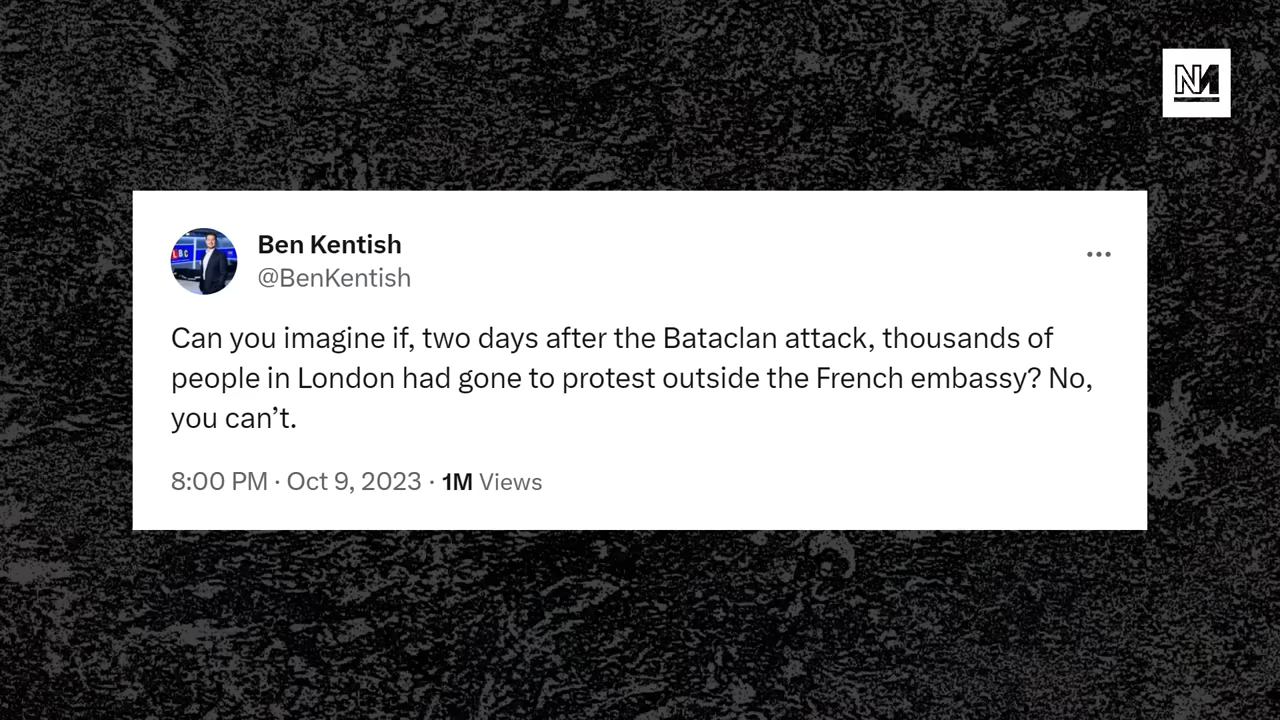 NM
Ben Kentish
@BenKentish
Can you imagine if, two days after the Bataclan attack, thousands of
people in London had gone to protest outside the French embassy? No,
you can’t.
8:00 PM · Oct 9, 2023 · 1M Views